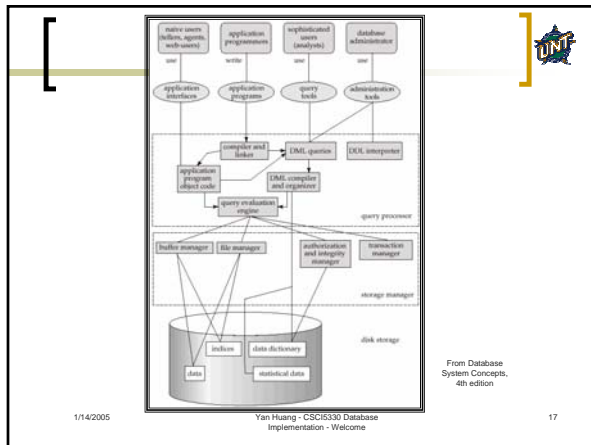 naive users
(tellers, agents,
web-users)
application
programmers
sophisticated
users
(analysts)
database
administrator
use
write
use
use
application
interfaces
application
programs
query
tools
administration
tools
compiler and
linker
DML queries
DDL interpreter
application
program
object code
DML compiler
and organizer
query evaluation
engine
query processor
buffer manager
file manager
authorization
and integrity
manager
transaction
manager
storage manager
disk storage
indices
data dictionary
data
statistical data
UNT
From Database
System Concepts,
4th edition
1/14/2005
Yan Huang - CSCI5330 Database
Implementation - Welcome
17